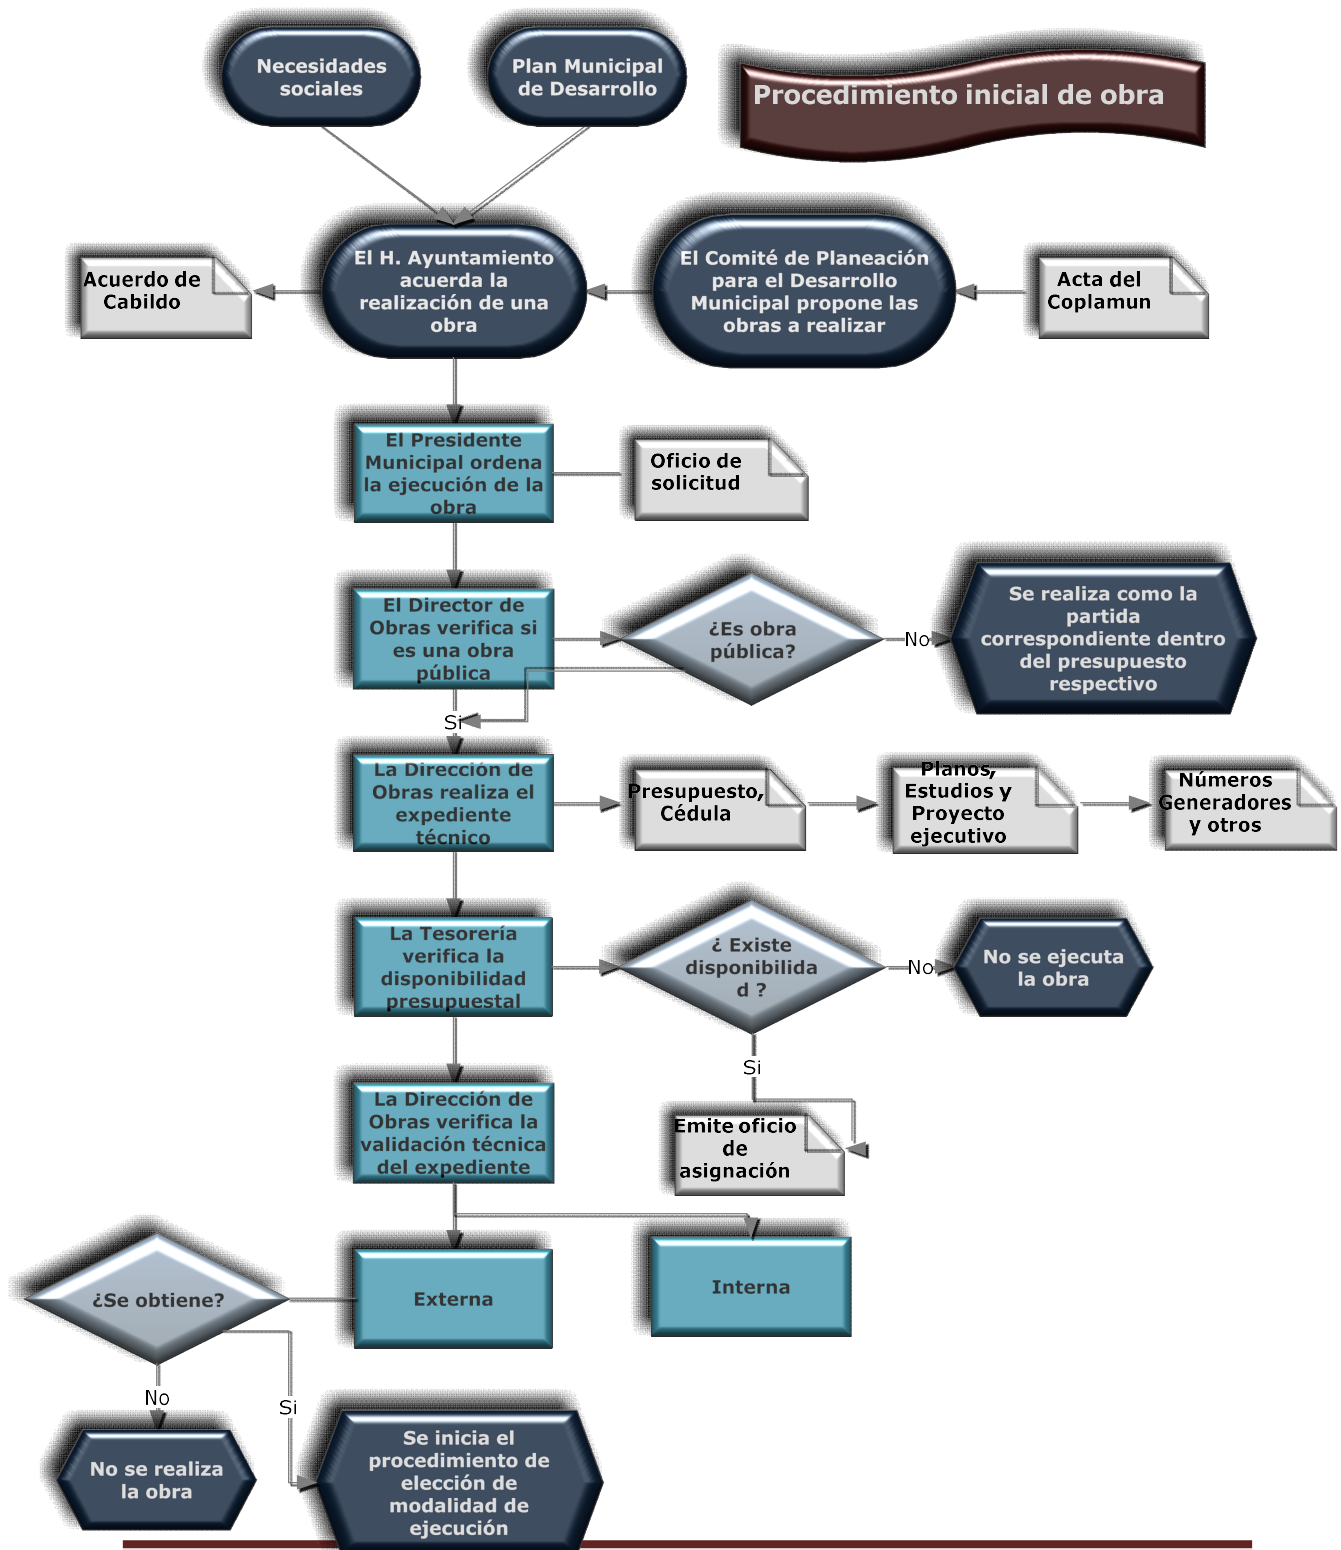 Necesidades
sociales
Plan Municipal
de Desarrollo
Procedimiento inicial de obra
Acuerdo de
Cabildo
El H. Ayuntamiento
acuerda la
realización de una
obra
El Comité de Planeación
para el Desarrollo
Municipal propone las
obras a realizar
Acta del
Coplamun
El Presidente
Municipal ordena
la ejecución de la
obra
Oficio de
solicitud
El Director de
Obras verifica si
es una obra
pública
¿Es obra
pública?
No
Se realiza como la
partida
correspondiente dentro
del presupuesto
respectivo
Si
La Dirección de
Obras realiza el
expediente
técnico
Presupuesto,
Cédula
Planos,
Estudios y
Proyecto
ejecutivo
Números
Generadores
y otros
La Tesorería
verifica la
disponibilidad
presupuestal
¿ Existe
disponibilida
d ?
No
No se ejecuta
la obra
Si
La Dirección de
Obras verifica la
validación técnica
del expediente
Emite oficio
de
asignación
¿Se obtiene?
Externa
Interna
No
Si
No se realiza
la obra
Se inicia el
procedimiento de
elección de
modalidad de
ejecución